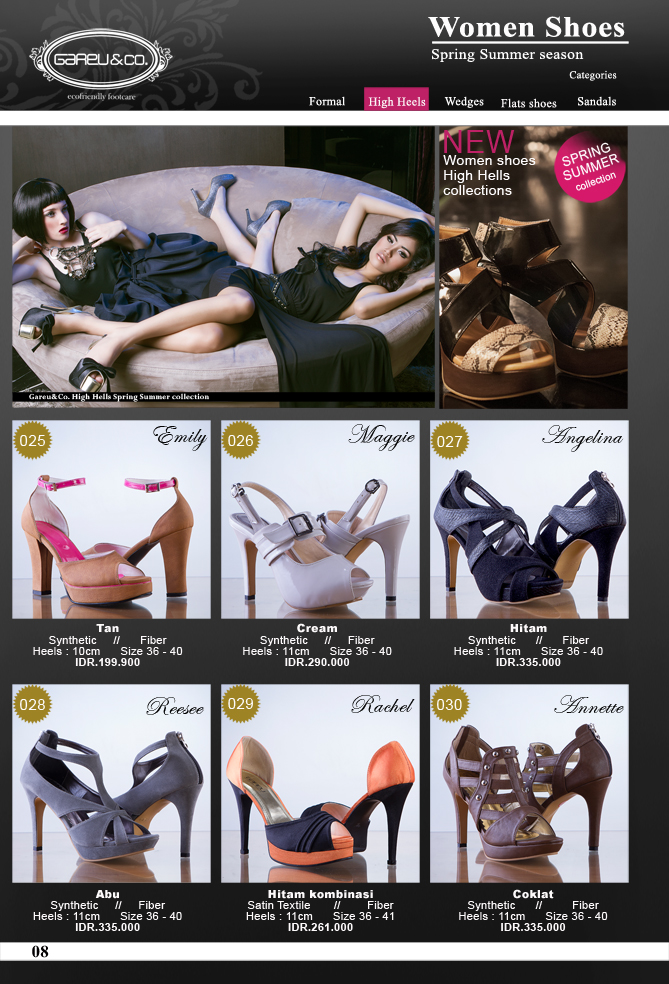 Women Shoes
Spring Summer season
GAREU&CO.
ecofriendly footcare
Categories
Formal High Heels Wedges Flats shoes Sandals
NEW
Women shoes
High Hells
collections
SPRING
SUMMER
collection
Gareu&Co. High Hells Spring Summer collection
025 Emily
026 Maggie
027 Angelina
Tan
Synthetic // Fiber
Heels : 10cm Size 36 - 40
IDR.199.900
Cream
Synthetic // Fiber
Heels : 11cm Size 36 - 40
IDR.290.000
Hitam
Synthetic // Fiber
Heels : 11cm Size 36 - 40
IDR.335.000
028 Reesee
029 Rachel
030 Annette
Abu
Synthetic // Fiber
Heels : 11cm Size 36 - 40
IDR.335.000
Hitam kombinasi
Satin Textile // Fiber
Heels : 11cm Size 36 - 41
IDR.261.000
Coklat
Synthetic // Fiber
Heels : 11cm Size 36 - 40
IDR.335.000
08